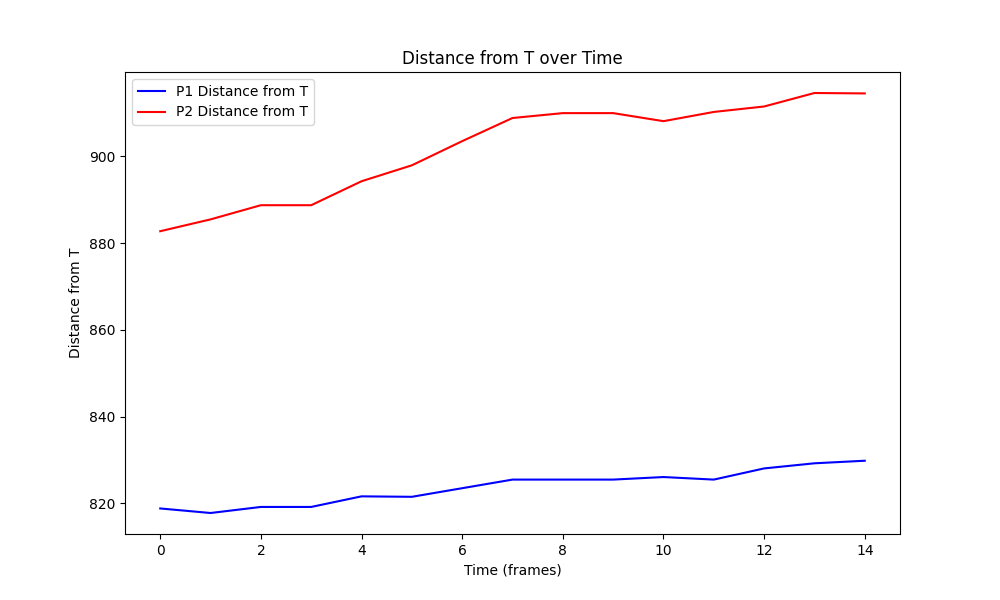 Distance from T over Time
P1 Distance from T
P2 Distance from T
900
880
860
840
820
Distance from T
0 2 4 6 8 10 12 14
Time (frames)